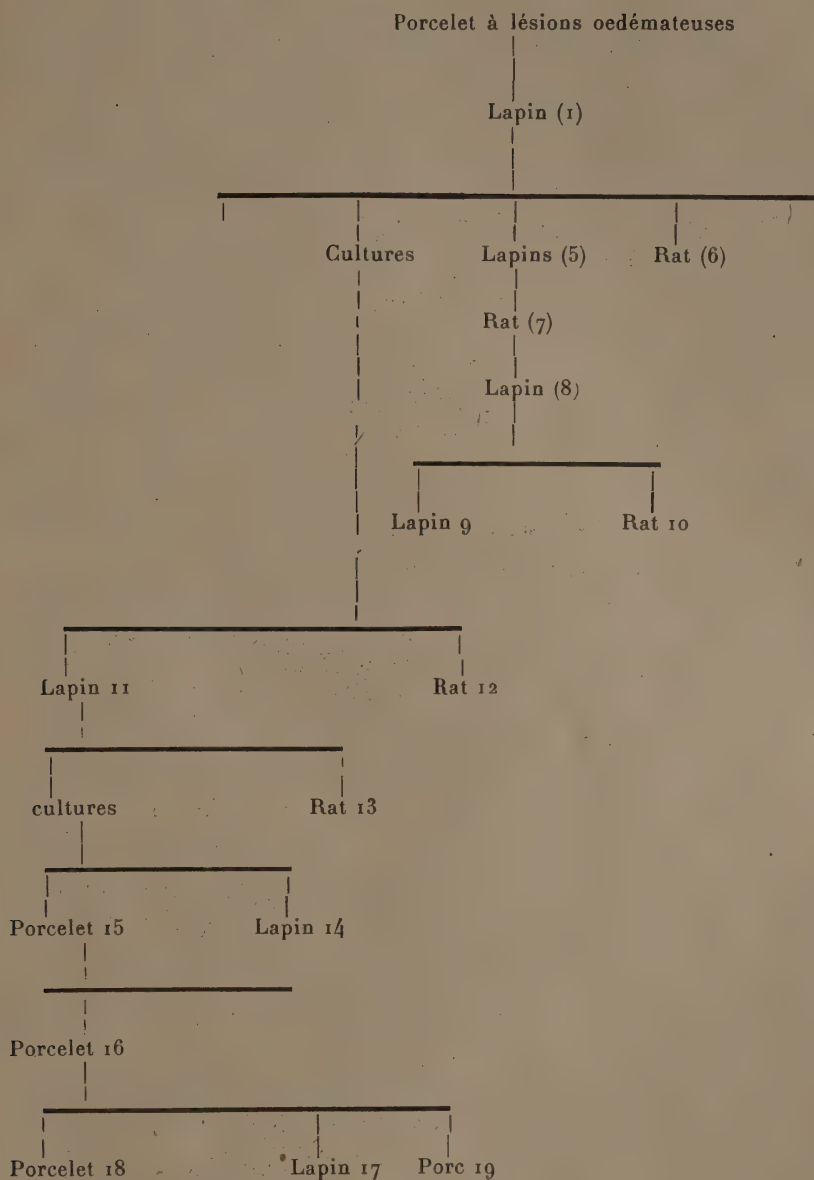 Porcelet à lésions oedémateuses
Lapin (1)
Cultures Lapins (5) Rat (6)
Rat (7)
Lapin (8)
Lapin 9 Rat 10
Lapin 11 Rat 12
cultures Rat 13
Porcelet 15 Lapin 14
Porcelet 16
Porcelet 18 Lapin 17 Porc 19